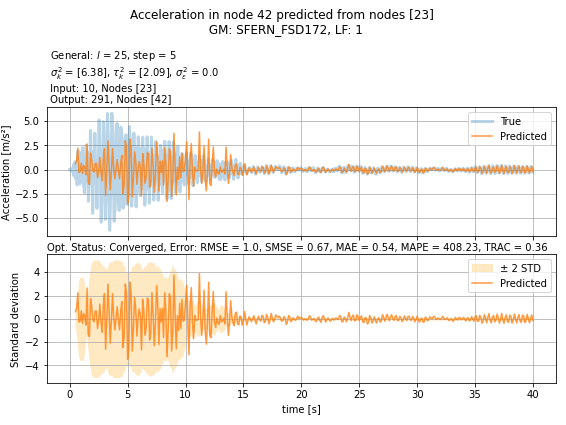 Acceleration in node 42 predicted from nodes [23]
GM: SFERN_FSD172, LF: 1
General: l = 25, step = 5
σ²ₖ = [6.38], τ²ₖ = [2.09], σ²ε = 0.0
Input: 10, Nodes [23]
Output: 291, Nodes [42]
Acceleration [m/s²]
5.0
2.5
0.0
−2.5
−5.0
True
Predicted
Opt. Status: Converged, Error: RMSE = 1.0, SMSE = 0.67, MAE = 0.54, MAPE = 408.23, TRAC = 0.36
Standard deviation
4
2
0
−2
−4
± 2 STD
Predicted
0 5 10 15 20 25 30 35 40
time [s]